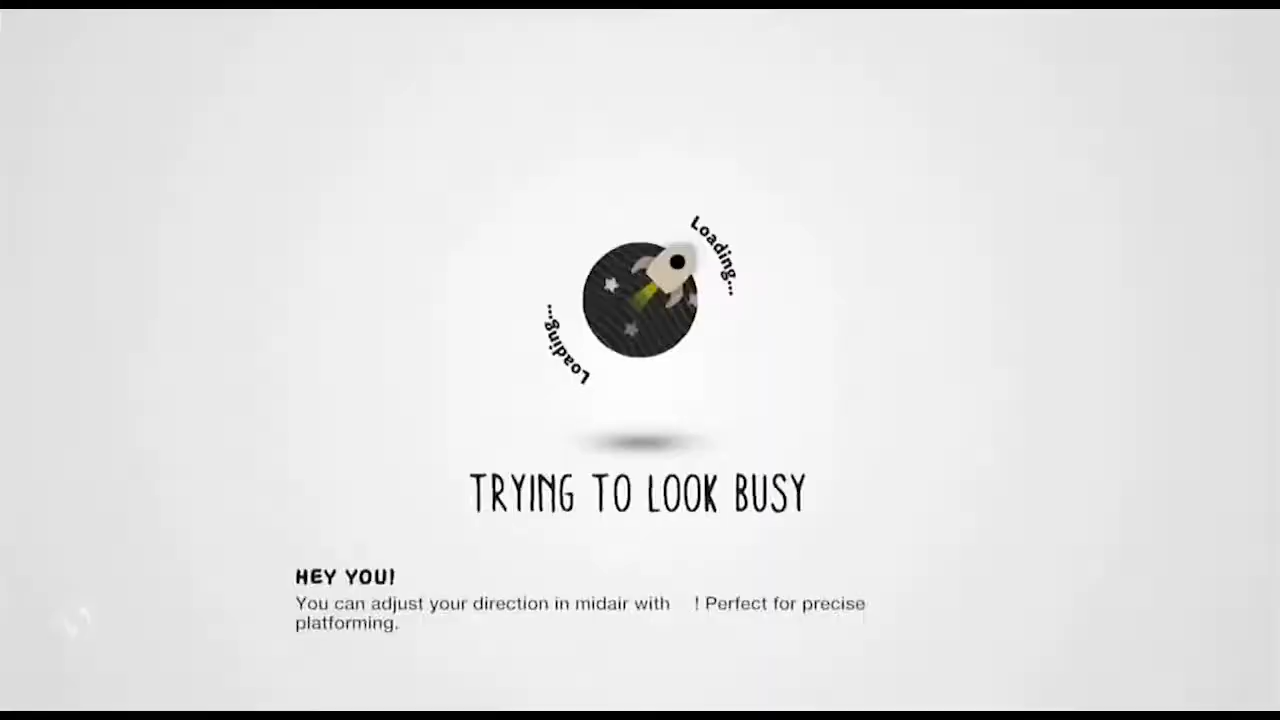 Loading...
Loading...
TRYING TO LOOK BUSY
HEY YOU!
You can adjust your direction in midair with ! Perfect for precise
platforming.